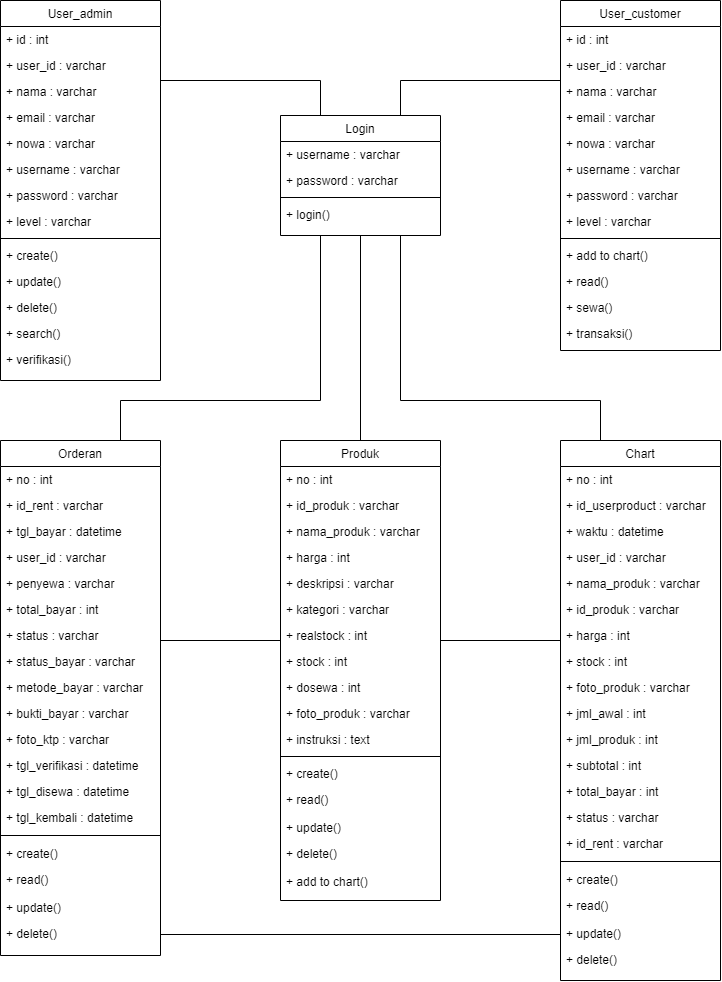 User_admin
+ id : int
+ user_id : varchar
+ nama : varchar
+ email : varchar
+ nowa : varchar
+ username : varchar
+ password : varchar
+ level : varchar
+ create()
+ update()
+ delete()
+ search()
+ verifikasi()
Login
+ username : varchar
+ password : varchar
+ login()
User_customer
+ id : int
+ user_id : varchar
+ nama : varchar
+ email : varchar
+ nowa : varchar
+ username : varchar
+ password : varchar
+ level : varchar
+ add to chart()
+ read()
+ sewa()
+ transaksi()
Orderan
+ no : int
+ id_rent : varchar
+ tgl_bayar : datetime
+ user_id : varchar
+ penyewa : varchar
+ total_bayar : int
+ status : varchar
+ status_bayar : varchar
+ metode_bayar : varchar
+ bukti_bayar : varchar
+ foto_ktp : varchar
+ tgl_verifikasi : datetime
+ tgl_disewa : datetime
+ tgl_kembali : datetime
+ create()
+ read()
+ update()
+ delete()
Produk
+ no : int
+ id_produk : varchar
+ nama_produk : varchar
+ harga : int
+ deskripsi : varchar
+ kategori : varchar
+ realstock : int
+ stock : int
+ dosewa : int
+ foto_produk : varchar
+ instruksi : text
+ create()
+ read()
+ update()
+ delete()
+ add to chart()
Chart
+ no : int
+ id_userproduct : varchar
+ waktu : datetime
+ user_id : varchar
+ nama_produk : varchar
+ id_produk : varchar
+ harga : int
+ stock : int
+ foto_produk : varchar
+ jml_awal : int
+ jml_produk : int
+ subtotal : int
+ total_bayar : int
+ status : varchar
+ id_rent : varchar
+ create()
+ read()
+ update()
+ delete()